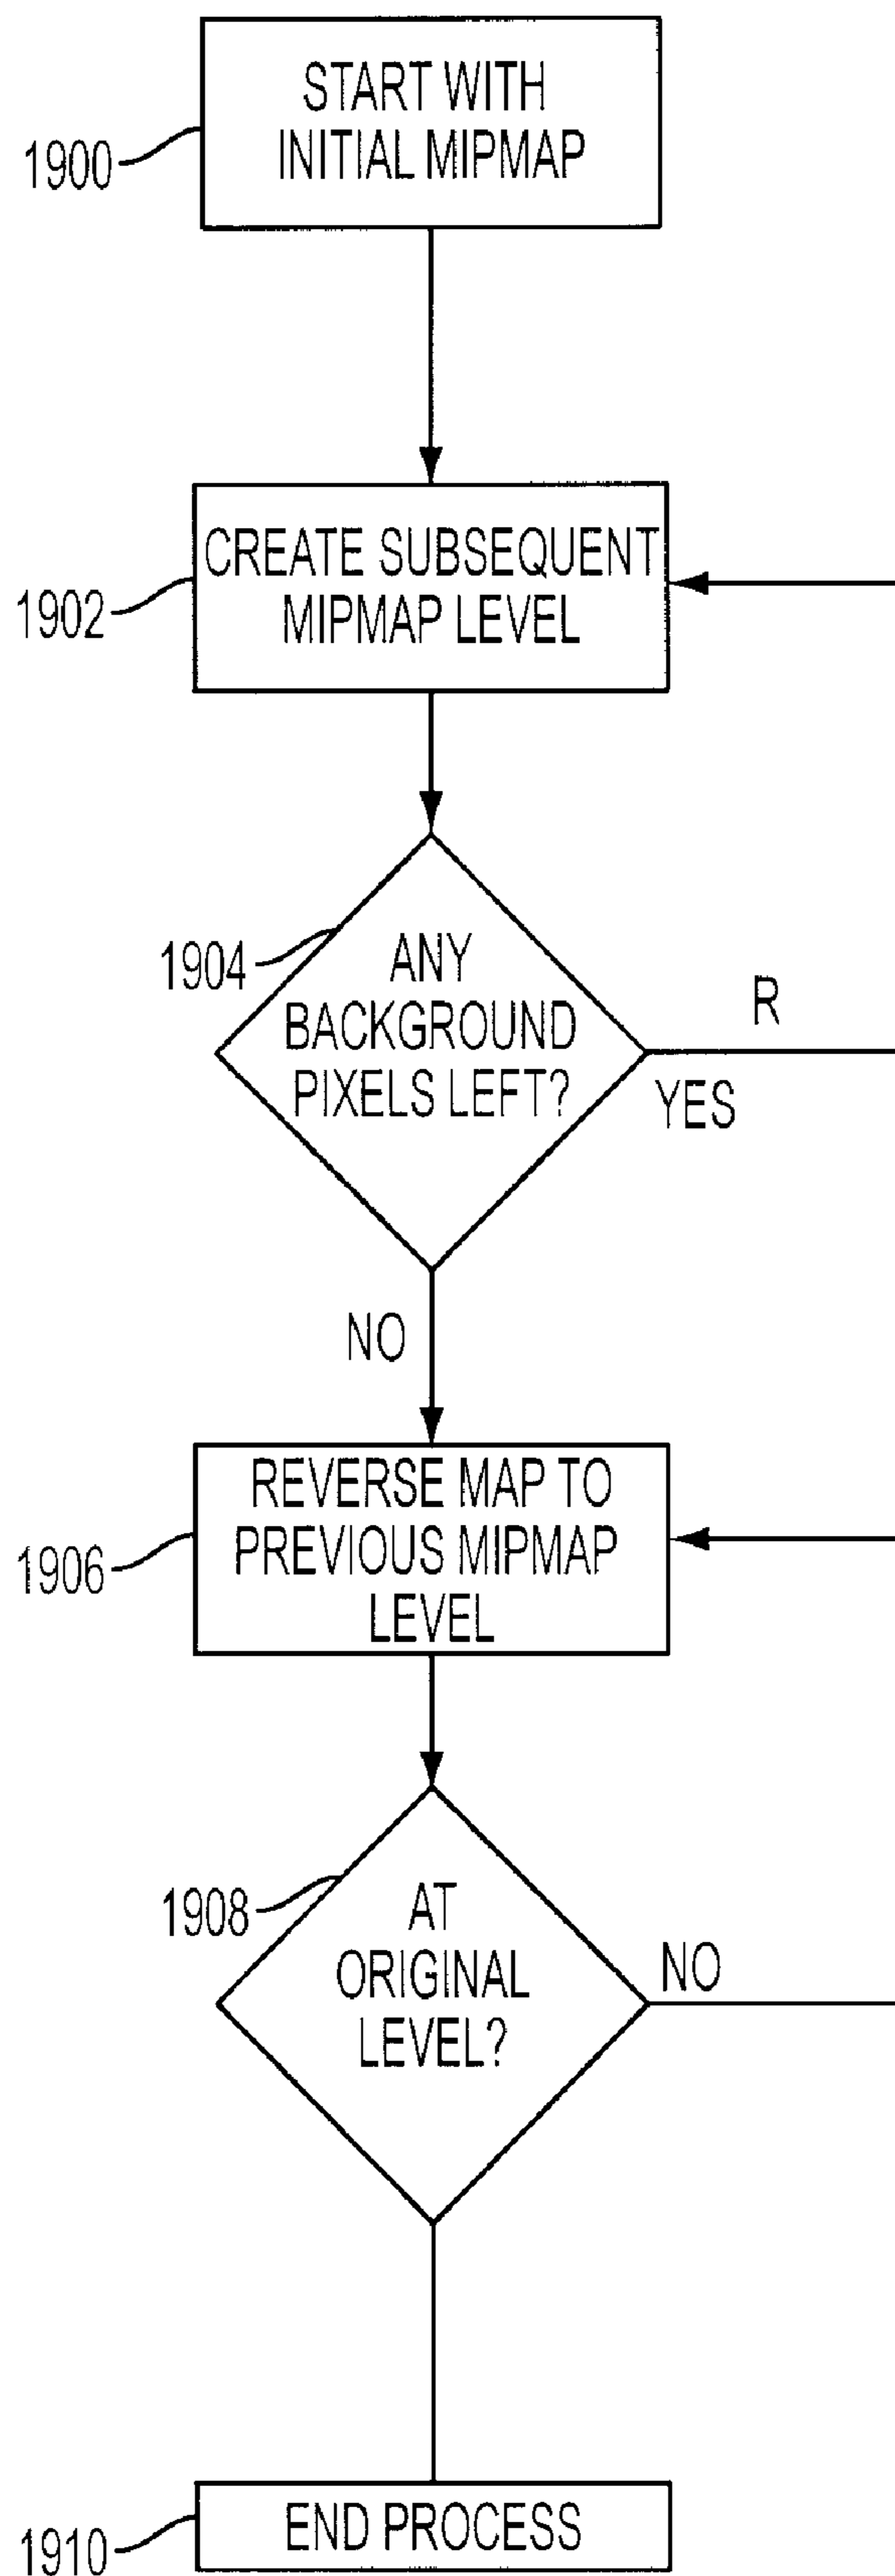 START WITH
INITIAL MIPMAP
1900
CREATE SUBSEQUENT
MIPMAP LEVEL
1902
1904
ANY
BACKGROUND
PIXELS LEFT?
R
YES
NO
REVERSE MAP TO
PREVIOUS MIPMAP
LEVEL
1906
1908
AT
ORIGINAL
LEVEL?
NO
END PROCESS
1910